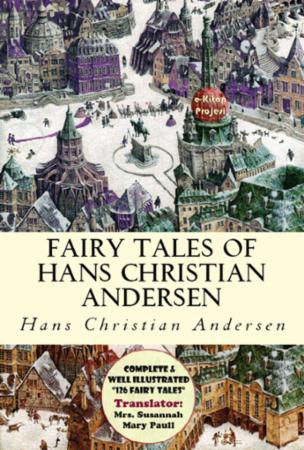 e-Kitap
Projesi
FAIRY TALES OF
HANS CHRISTIAN
ANDERSEN
Hans Christian Andersen
COMPLETE &
WELL ILLUSTRATED
"126 FAIRY TALES"
Translator:
Mrs. Susannah
Mary Paull